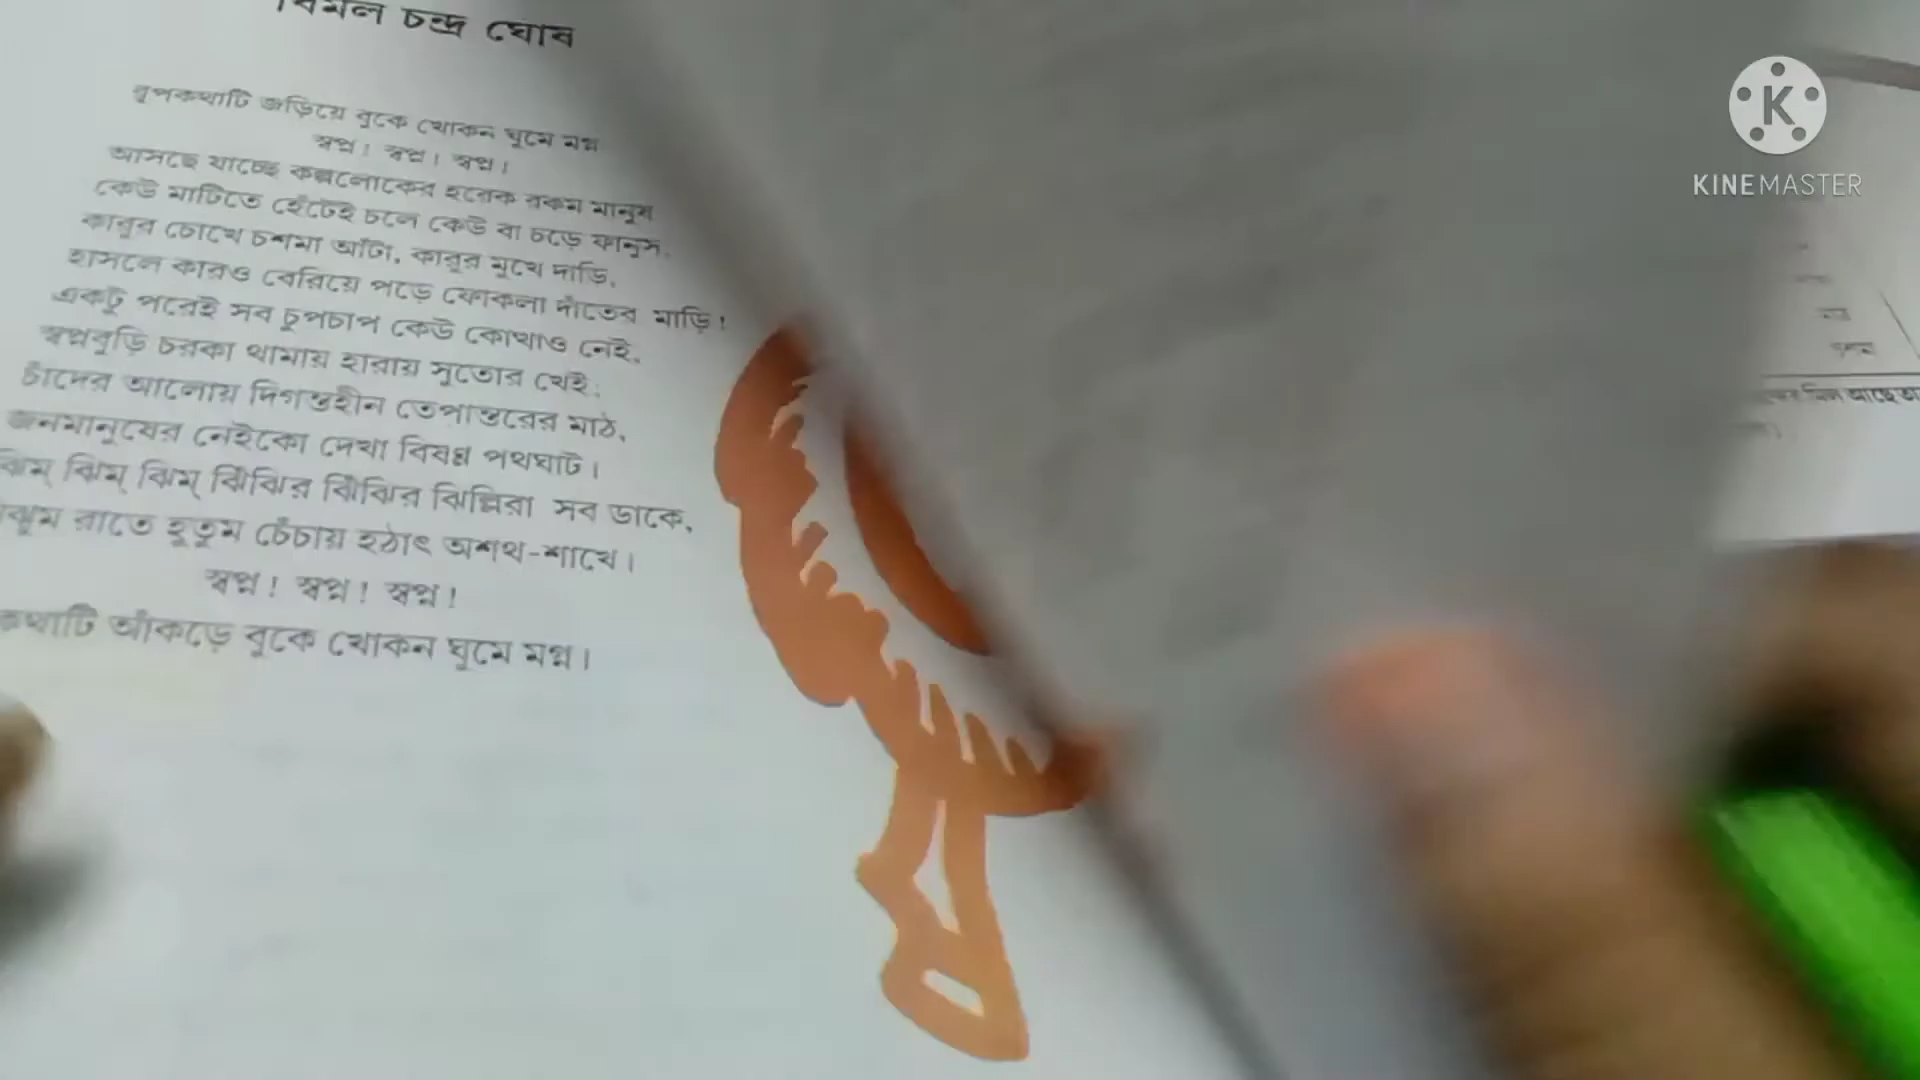 বিমল চন্দ্র ঘোষ
রূপকথাটি জড়িয়ে বুকে খোকন ঘুমে মগ্ন
স্বপ্ন! স্বপ্ন! স্বপ্ন!
আসছে যাচ্ছে কল্পলোকের হরেক রকম মানুষ
কেউ মাটিতে হেঁটেই চলে কেউ বা চড়ে ফানুস,
কারুর চোখে চশমা আঁটা, কারুর মুখে দাড়ি,
হাসলে কারও বেরিয়ে পড়ে ফোকলা দাঁতের মাড়ি!
একটু পরেই সব চুপচাপ কেউ কোথাও নেই,
স্বপ্নবুড়ি চরকা থামায় হারায় সুতোর খেই;
চাঁদের আলোয় দিগন্তহীন তেপান্তরের মাঠ,
জনমানুষের নেইকো দেখা বিষণ্ণ পথঘাট।
ঝিম্ ঝিম্ ঝিম্ ঝিঁঝির ঝিঁঝির ঝিল্লিরা সব ডাকে,
রাতে হুতুম চেঁচায় হঠাৎ অশথ-শাখে।
স্বপ্ন! স্বপ্ন! স্বপ্ন!
কথাটি আঁকড়ে বুকে খোকন ঘুমে মগ্ন।
KINEMASTER